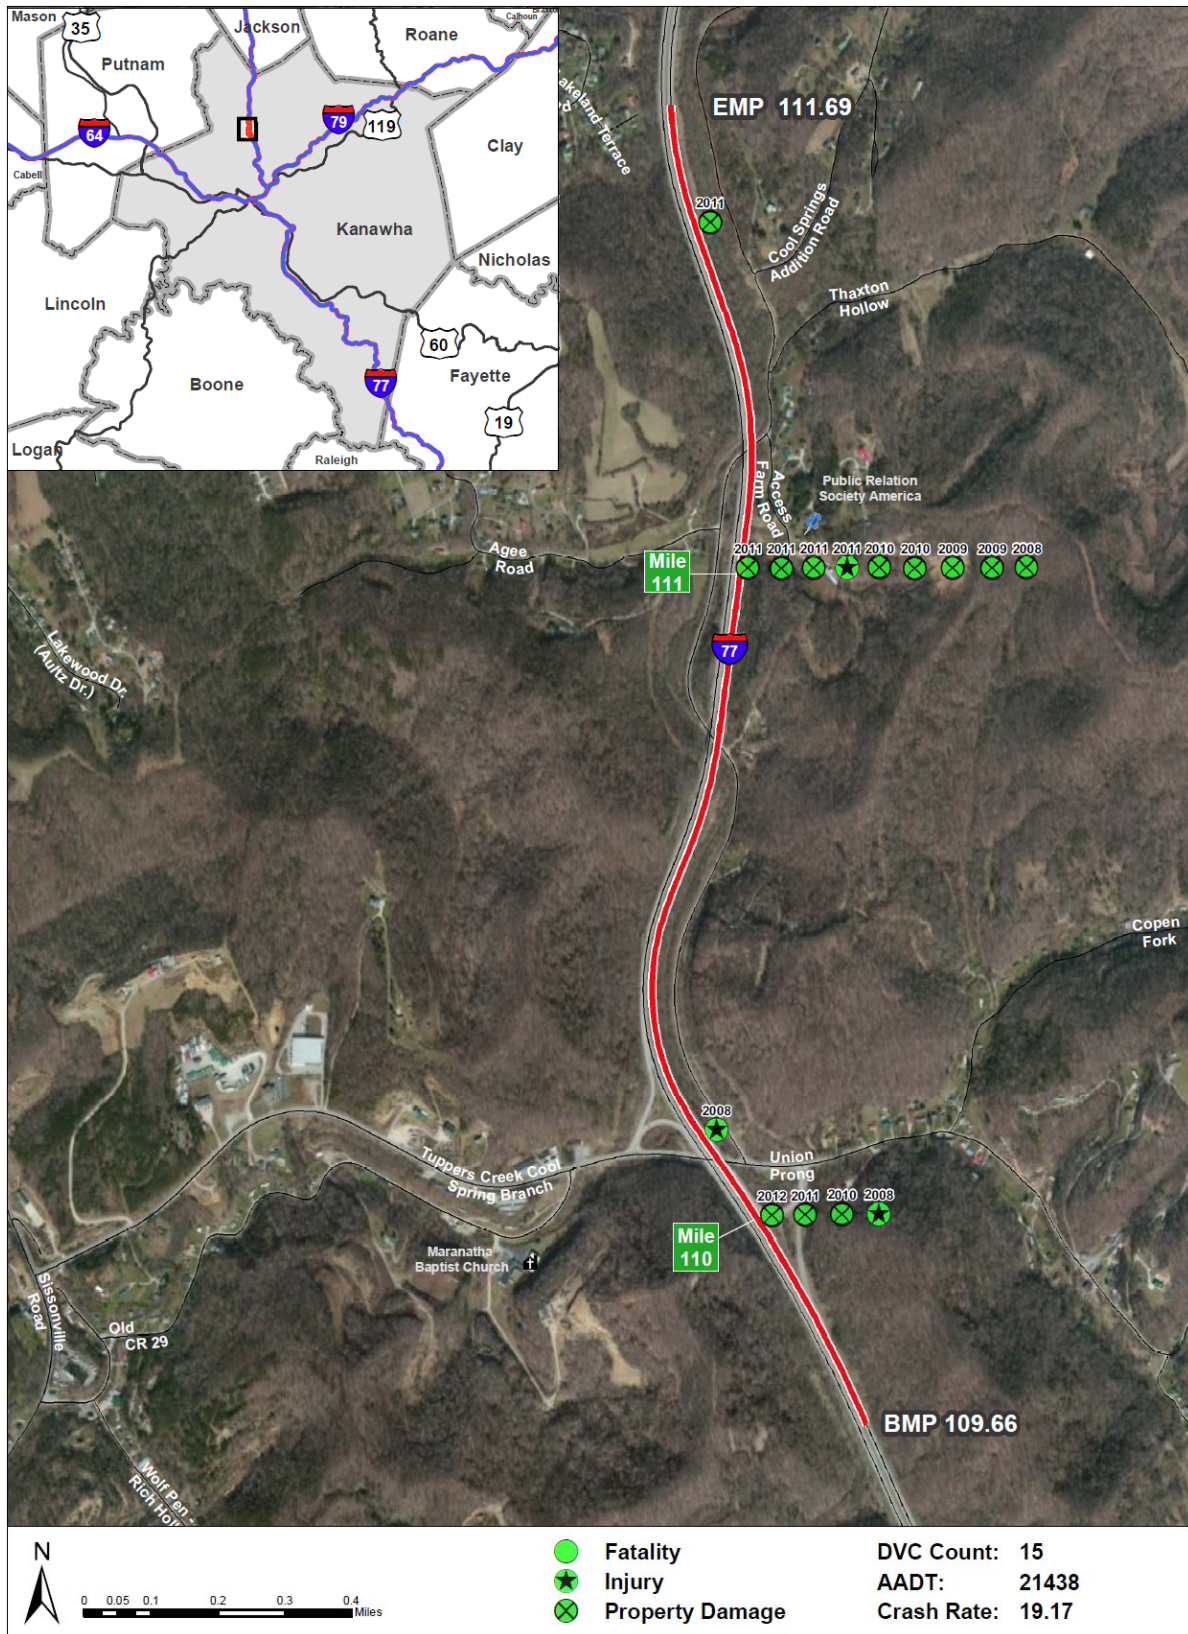 Mason
35
Jackson
Calhoun
Roane
Putnam
64
79
119
Clay
Cabell
Kanawha
Nicholas
Lincoln
60
Boone
Fayette
77
19
Logan
Raleigh
EMP 111.69
Lakeland Terrace
2011
Cool Springs
Addition Road
Thaxton
Hollow
Public Relation
Society America
Access
Farm Road
Agee
Road
Mile
111
2011 2011 2011 2011 2010 2010 2009 2009 2008
77
Lakewood Dr.
(Aultz Dr.)
Copen
Fork
2008
Tuppers Creek Cool
Spring Branch
Union
Prong
2012 2011 2010 2008
Mile
110
Maranatha
Baptist Church
Sissonville
Road
Old
CR 29
BMP 109.66
Wolf Pen -
N
0 0.05 0.1 0.2 0.3 0.4
Miles
Fatality
Injury
Property Damage
DVC Count: 15
AADT: 21438
Crash Rate: 19.17